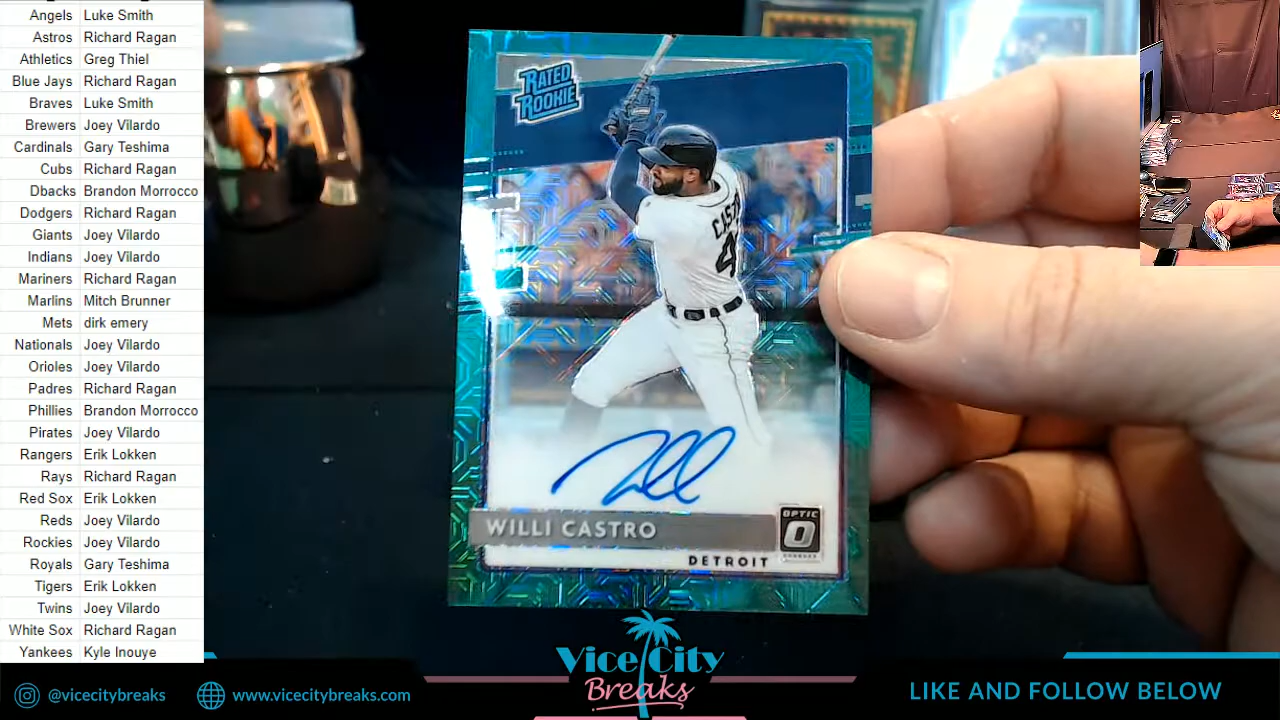 Angels Luke Smith
Astros Richard Ragan
Athletics Greg Thiel
Blue Jays Richard Ragan
Braves Luke Smith
Brewers Joey Vilardo
Cardinals Gary Teshima
Cubs Richard Ragan
Dbacks Brandon Morrocco
Dodgers Richard Ragan
Giants Joey Vilardo
Indians Joey Vilardo
Mariners Richard Ragan
Marlins Mitch Brunner
Mets dirk emery
Nationals Joey Vilardo
Orioles Joey Vilardo
Padres Richard Ragan
Phillies Brandon Morrocco
Pirates Joey Vilardo
Rangers Erik Lokken
Rays Richard Ragan
Red Sox Erik Lokken
Reds Joey Vilardo
Rockies Joey Vilardo
Royals Gary Teshima
Tigers Erik Lokken
Twins Joey Vilardo
White Sox Richard Ragan
Yankees Kyle Inouye
RATED
ROOKIE
4
WILLI CASTRO
OPTIC
DETROIT
Vice City
Breaks
@vicecitybreaks
www.vicecitybreaks.com
LIKE AND FOLLOW BELOW